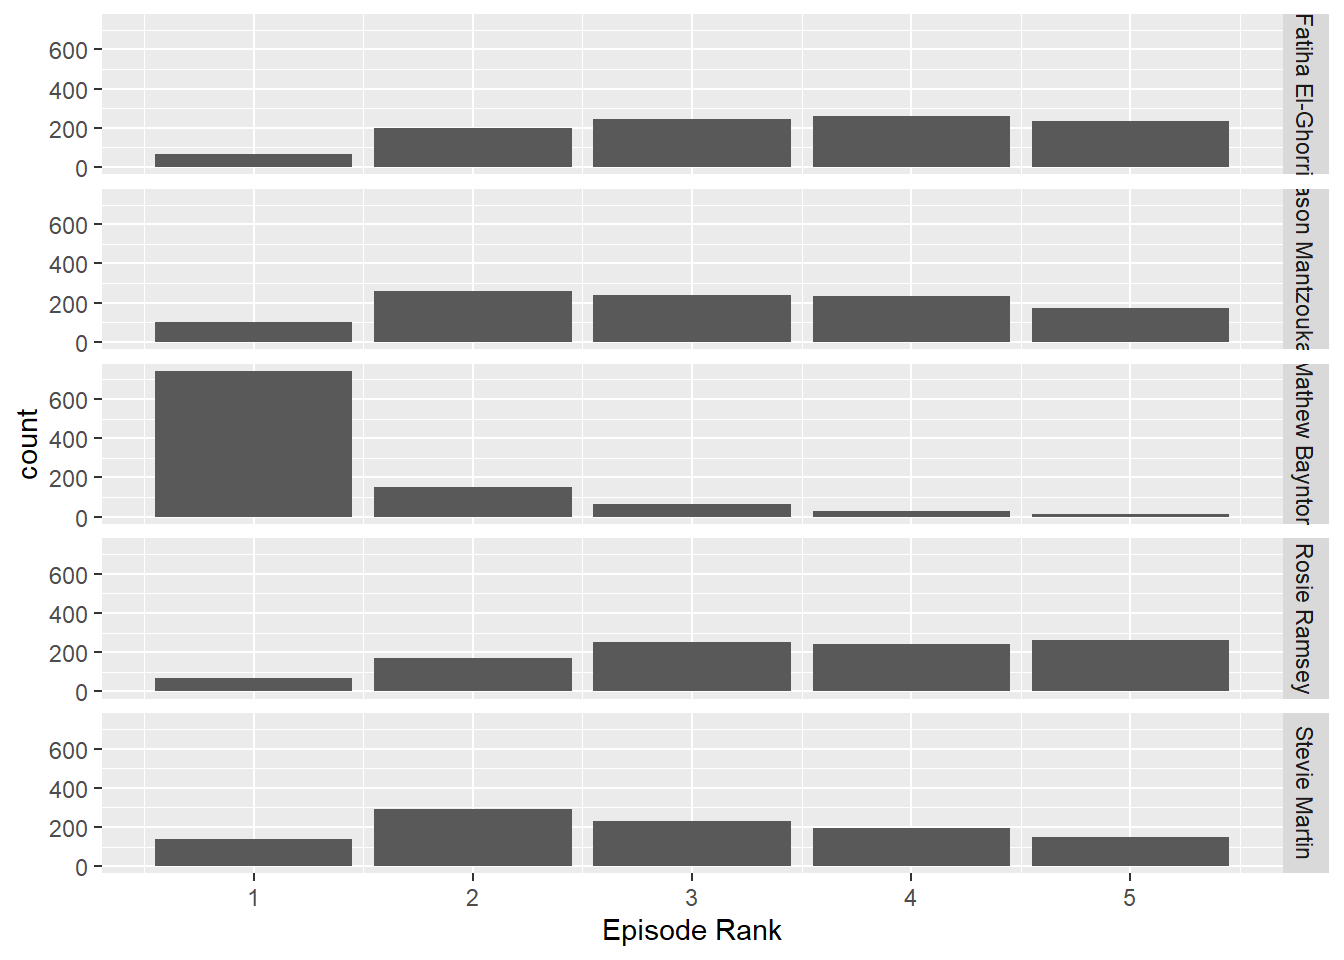 600
400
200
0
Fatiha El-Ghorri
600
400
200
0
ason Mantzouka
600
400
200
0
Mathew Baynton
600
400
200
0
Rosie Ramsey
600
400
200
0
Stevie Martin
count
1 2 3 4 5
Episode Rank